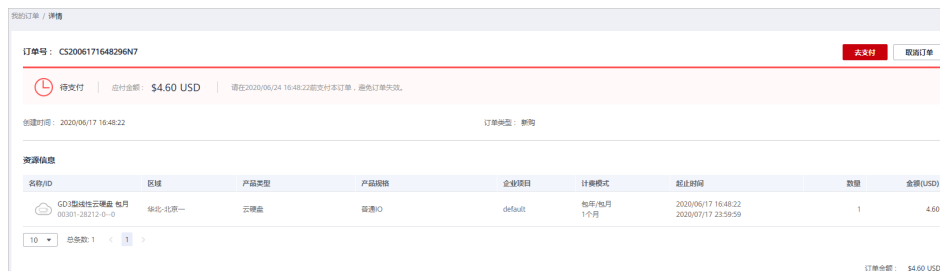 我的订单 / 详情
订单号： CS2006171648296N7
去支付 取消订单
待支付 应付金额： $4.60 USD 请在2020/06/24 16:48:22前支付本订单，避免订单失效。
创建时间： 2020/06/17 16:48:22 订单类型： 新购
资源信息
名称/ID 区域 产品类型 产品规格 企业项目 计费模式 起止时间 数量 金额(USD)
GD3型线性云硬盘 包月 华北-北京一 云硬盘 普通IO default 包年/包月 2020/06/17 16:48:22 1 4.60
00301-28212-0--0 1个月 2020/07/17 23:59:59
10 总条数: 1 < 1 >
订单金额： $4.60 USD